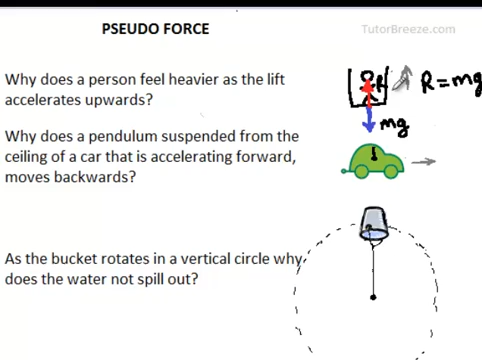 PSEUDO FORCE
TutorBreeze.com
Why does a person feel heavier as the lift
accelerates upwards?
R
R = mg
mg
Why does a pendulum suspended from the
ceiling of a car that is accelerating forward,
moves backwards?
As the bucket rotates in a vertical circle why
does the water not spill out?